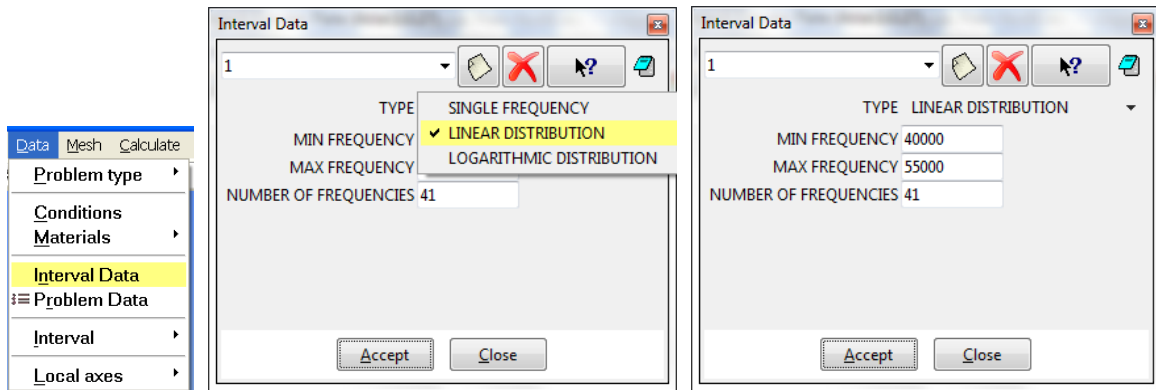 Data Mesh Calculate
Problem type
Conditions
Materials
Interval Data
Problem Data
Interval
Local axes
Interval Data
1
TYPE
SINGLE FREQUENCY
MIN FREQUENCY
LINEAR DISTRIBUTION
MAX FREQUENCY
LOGARITHMIC DISTRIBUTION
NUMBER OF FREQUENCIES 41
Accept Close
Interval Data
1
TYPE LINEAR DISTRIBUTION
MIN FREQUENCY 40000
MAX FREQUENCY 55000
NUMBER OF FREQUENCIES 41
Accept Close